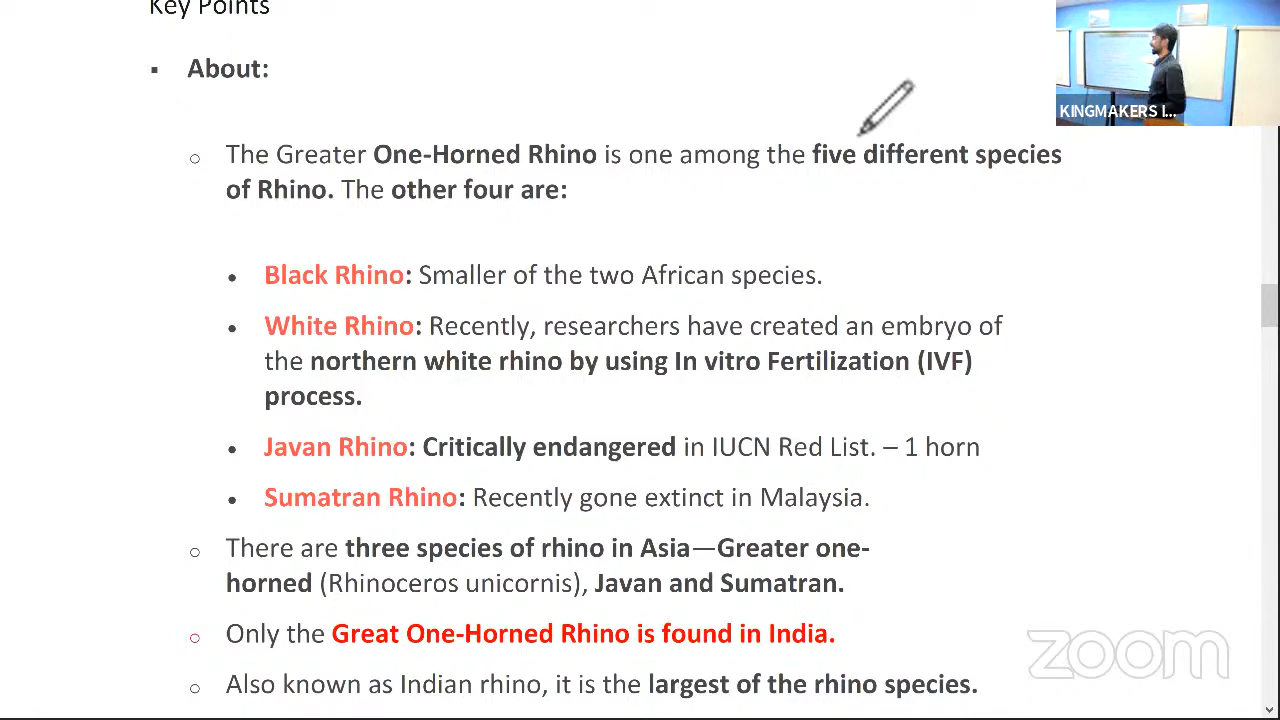 Key Points
KINGMAKERS I...
▪ About:
o The Greater One-Horned Rhino is one among the five different species
of Rhino. The other four are:
• Black Rhino: Smaller of the two African species.
• White Rhino: Recently, researchers have created an embryo of
the northern white rhino by using In vitro Fertilization (IVF)
process.
• Javan Rhino: Critically endangered in IUCN Red List. – 1 horn
• Sumatran Rhino: Recently gone extinct in Malaysia.
o There are three species of rhino in Asia—Greater one-
horned (Rhinoceros unicornis), Javan and Sumatran.
o Only the Great One-Horned Rhino is found in India.
o Also known as Indian rhino, it is the largest of the rhino species.
zoom